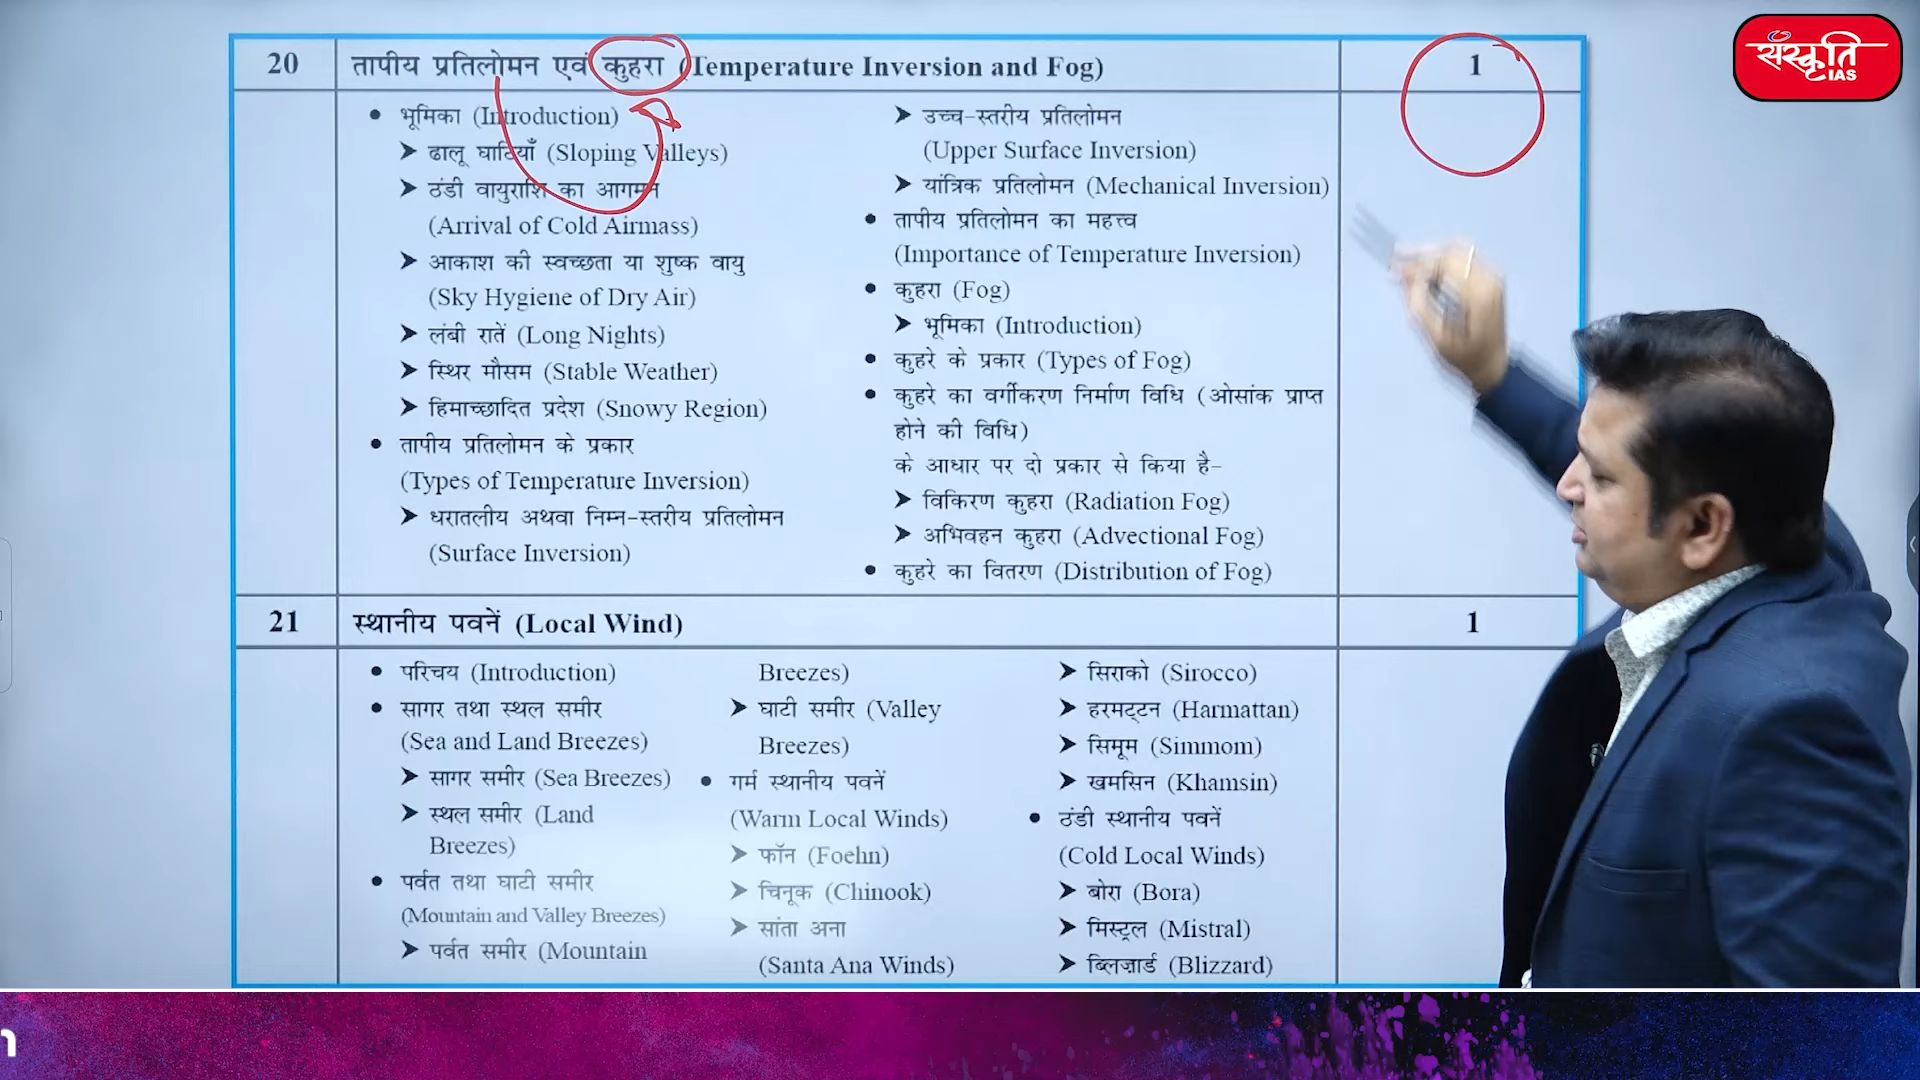 संस्कृति
IAS
20 तापीय प्रतिलोमन एवं कुहरा (Temperature Inversion and Fog) 1
• भूमिका (Introduction)
➤ ढालू घाटियाँ (Sloping Valleys)
➤ ठंडी वायुराशि का आगमन
(Arrival of Cold Airmass)
➤ आकाश की स्वच्छता या शुष्क वायु
(Sky Hygiene of Dry Air)
➤ लंबी रातें (Long Nights)
➤ स्थिर मौसम (Stable Weather)
➤ हिमाच्छादित प्रदेश (Snowy Region)
• तापीय प्रतिलोमन के प्रकार
(Types of Temperature Inversion)
➤ धरातलीय अथवा निम्न-स्तरीय प्रतिलोमन
(Surface Inversion)
➤ उच्च-स्तरीय प्रतिलोमन
(Upper Surface Inversion)
➤ यांत्रिक प्रतिलोमन (Mechanical Inversion)
• तापीय प्रतिलोमन का महत्त्व
(Importance of Temperature Inversion)
• कुहरा (Fog)
➤ भूमिका (Introduction)
• कुहरे के प्रकार (Types of Fog)
• कुहरे का वर्गीकरण निर्माण विधि (ओसांक प्राप्त
होने की विधि)
के आधार पर दो प्रकार से किया है-
➤ विकिरण कुहरा (Radiation Fog)
➤ अभिवहन कुहरा (Advectional Fog)
• कुहरे का वितरण (Distribution of Fog)
21 स्थानीय पवनें (Local Wind) 1
• परिचय (Introduction)
• सागर तथा स्थल समीर
(Sea and Land Breezes)
➤ सागर समीर (Sea Breezes)
➤ स्थल समीर (Land
Breezes)
• पर्वत तथा घाटी समीर
(Mountain and Valley Breezes)
➤ पर्वत समीर (Mountain
Breezes)
➤ घाटी समीर (Valley
Breezes)
• गर्म स्थानीय पवनें
(Warm Local Winds)
➤ फॉन (Foehn)
➤ चिनूक (Chinook)
➤ सांता अना
(Santa Ana Winds)
➤ सिराको (Sirocco)
➤ हरमट्टन (Harmattan)
➤ सिमूम (Simmom)
➤ खमसिन (Khamsin)
• ठंडी स्थानीय पवनें
(Cold Local Winds)
➤ बोरा (Bora)
➤ मिस्ट्रल (Mistral)
➤ ब्लिज़ार्ड (Blizzard)